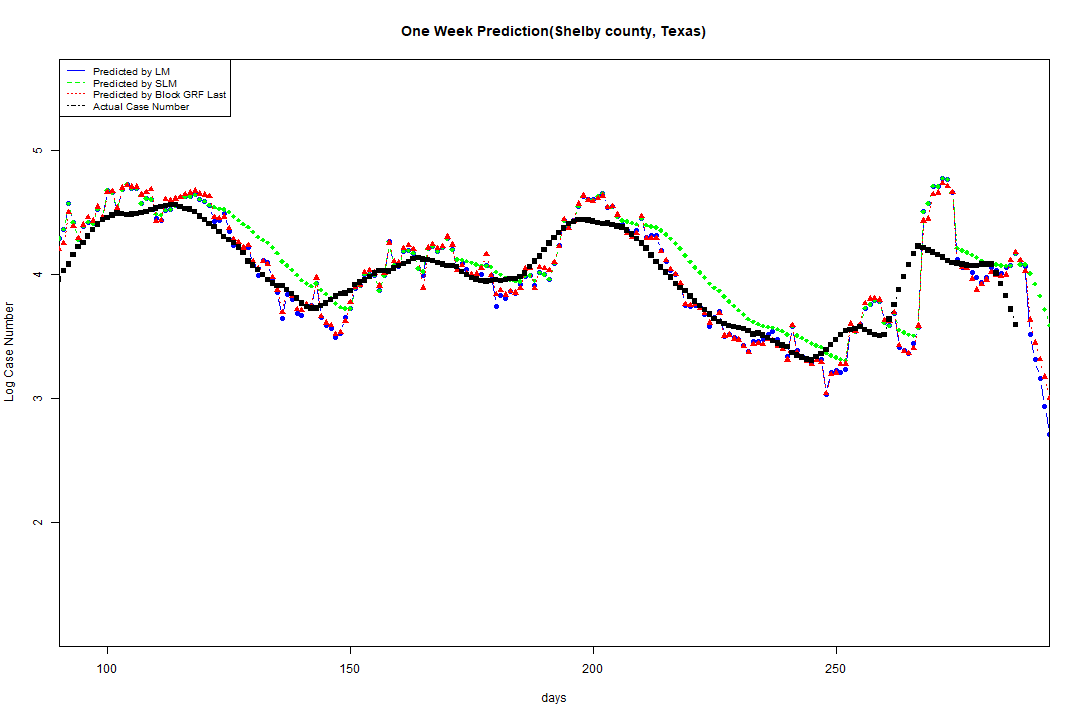 One Week Prediction(Shelby county, Texas)
Predicted by LM
Predicted by SLM
Predicted by Block GRF Last
Actual Case Number
5
4
3
2
Log Case Number
100 150 200 250
days